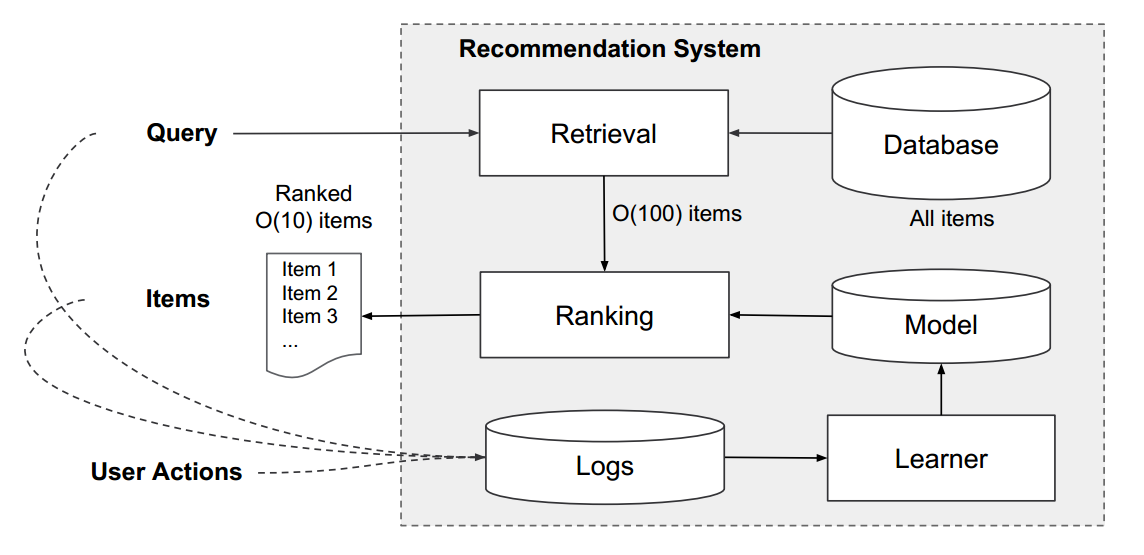 Recommendation System
Query
Retrieval
Database
All items
O(100) items
Ranked
O(10) items
Item 1
Item 2
Item 3
...
Items
Ranking
Model
User Actions
Logs
Learner